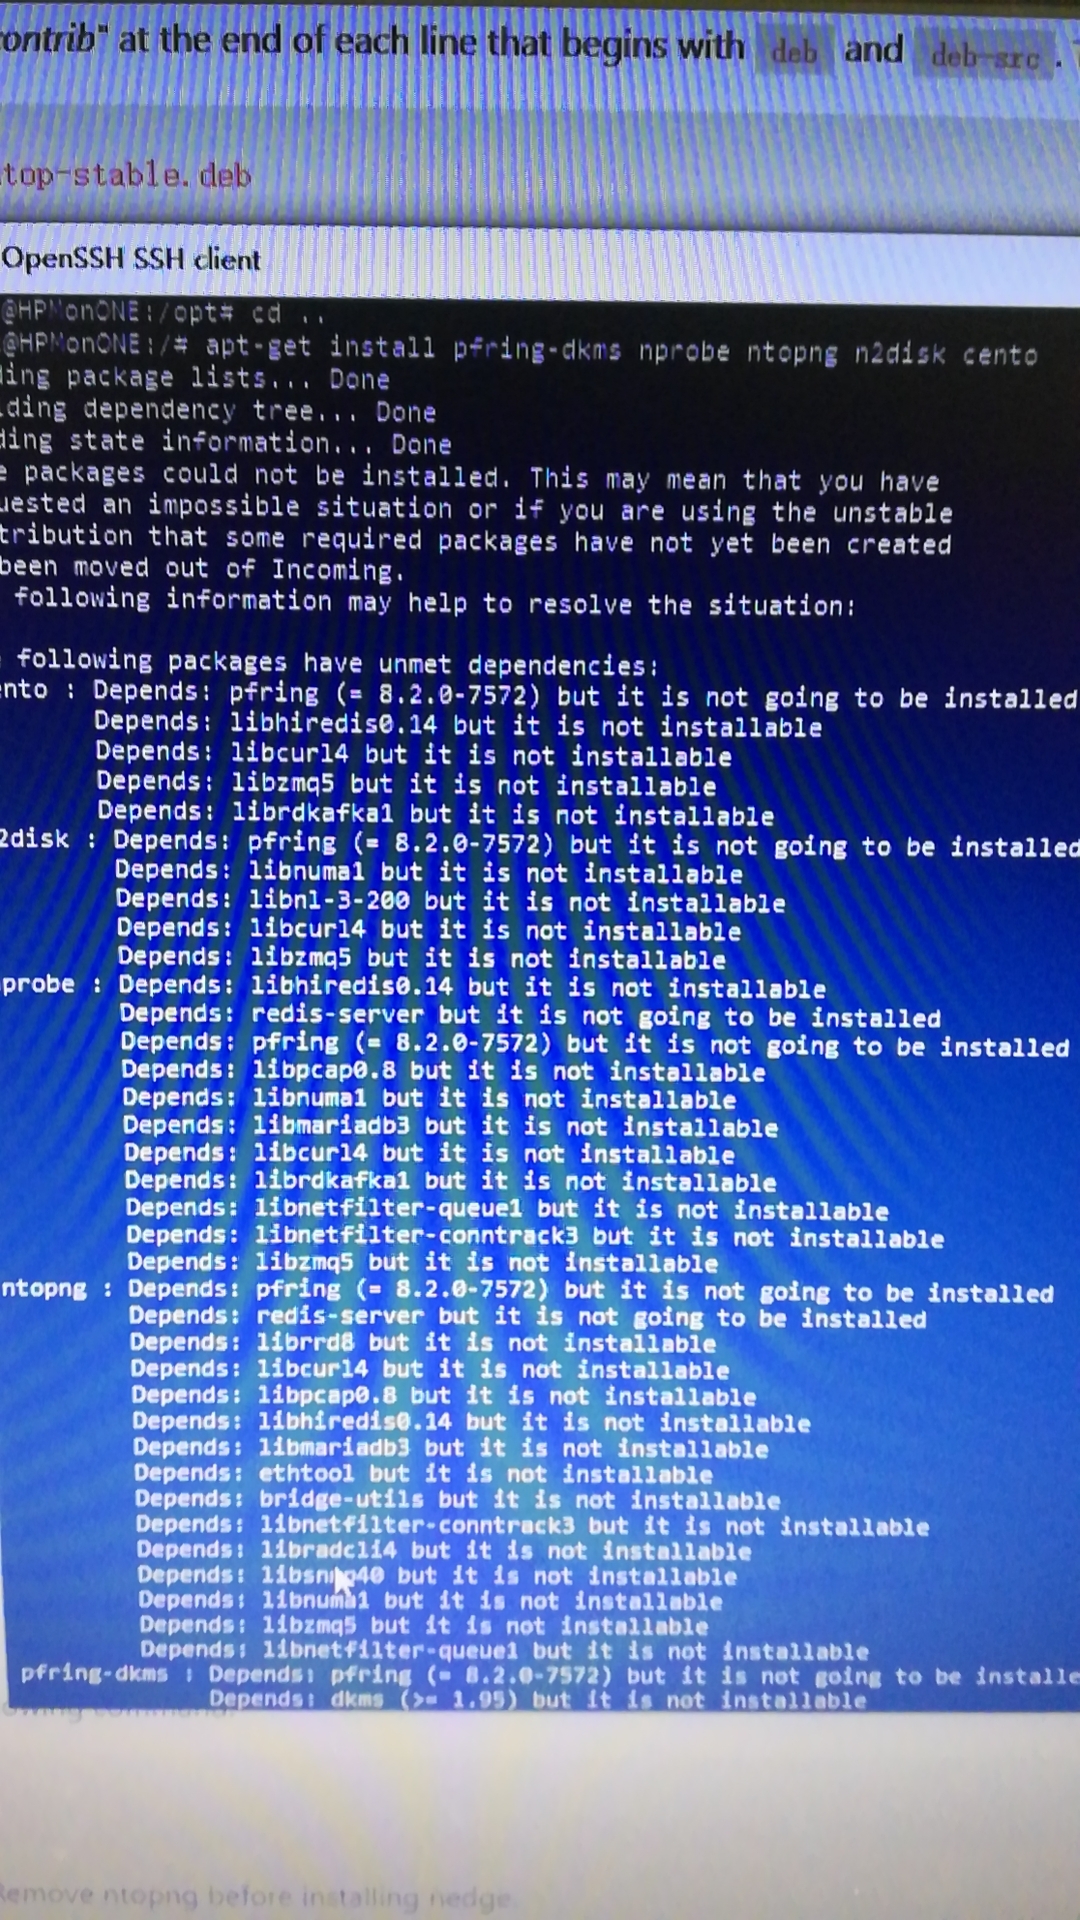 contrib" at the end of each line that begins with deb and deb-src.
top-stable.deb
OpenSSH SSH client
@HPMonONE:/opt# cd ..
@HPMonONE:/# apt-get install pfring-dkms nprobe ntopng n2disk cento
ding package lists... Done
lding dependency tree... Done
ding state information... Done
e packages could not be installed. This may mean that you have
uested an impossible situation or if you are using the unstable
tribution that some required packages have not yet been created
been moved out of Incoming.
following information may help to resolve the situation:
following packages have unmet dependencies:
nto : Depends: pfring (= 8.2.0-7572) but it is not going to be installed
Depends: libhiredis0.14 but it is not installable
Depends: libcurl4 but it is not installable
Depends: libzmq5 but it is not installable
Depends: librdkafka1 but it is not installable
2disk : Depends: pfring (= 8.2.0-7572) but it is not going to be installed
Depends: libnuma1 but it is not installable
Depends: libnl-3-200 but it is not installable
Depends: libcurl4 but it is not installable
Depends: libzmq5 but it is not installable
probe : Depends: libhiredis0.14 but it is not installable
Depends: redis-server but it is not going to be installed
Depends: pfring (= 8.2.0-7572) but it is not going to be installed
Depends: libpcap0.8 but it is not installable
Depends: libnuma1 but it is not installable
Depends: libmariadb3 but it is not installable
Depends: libcurl4 but it is not installable
Depends: librdkafka1 but it is not installable
Depends: libnetfilter-queue1 but it is not installable
Depends: libnetfilter-conntrack3 but it is not installable
Depends: libzmq5 but it is not installable
ntopng : Depends: pfring (= 8.2.0-7572) but it is not going to be installed
Depends: redis-server but it is not going to be installed
Depends: librrd8 but it is not installable
Depends: libcurl4 but it is not installable
Depends: libpcap0.8 but it is not installable
Depends: libhiredis0.14 but it is not installable
Depends: libmariadb3 but it is not installable
Depends: ethtool but it is not installable
Depends: bridge-utils but it is not installable
Depends: libnetfilter-conntrack3 but it is not installable
Depends: libradcli4 but it is not installable
Depends: but it is not installable
Depends: libnuma1 but it is not installable
Depends: libzmq5 but it is not installable
Depends: libnetfilter-queue1 but it is not installable
pfring-dkms : Depends: pfring (= 8.2.0-7572) but it is not going to be installe
Depends: dkms (>= 1.95) but it is not installable
Remove ntopng before installing nedge.